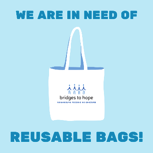 WE ARE IN NEED OF
bridges to hope
REUSABLE BAGS!